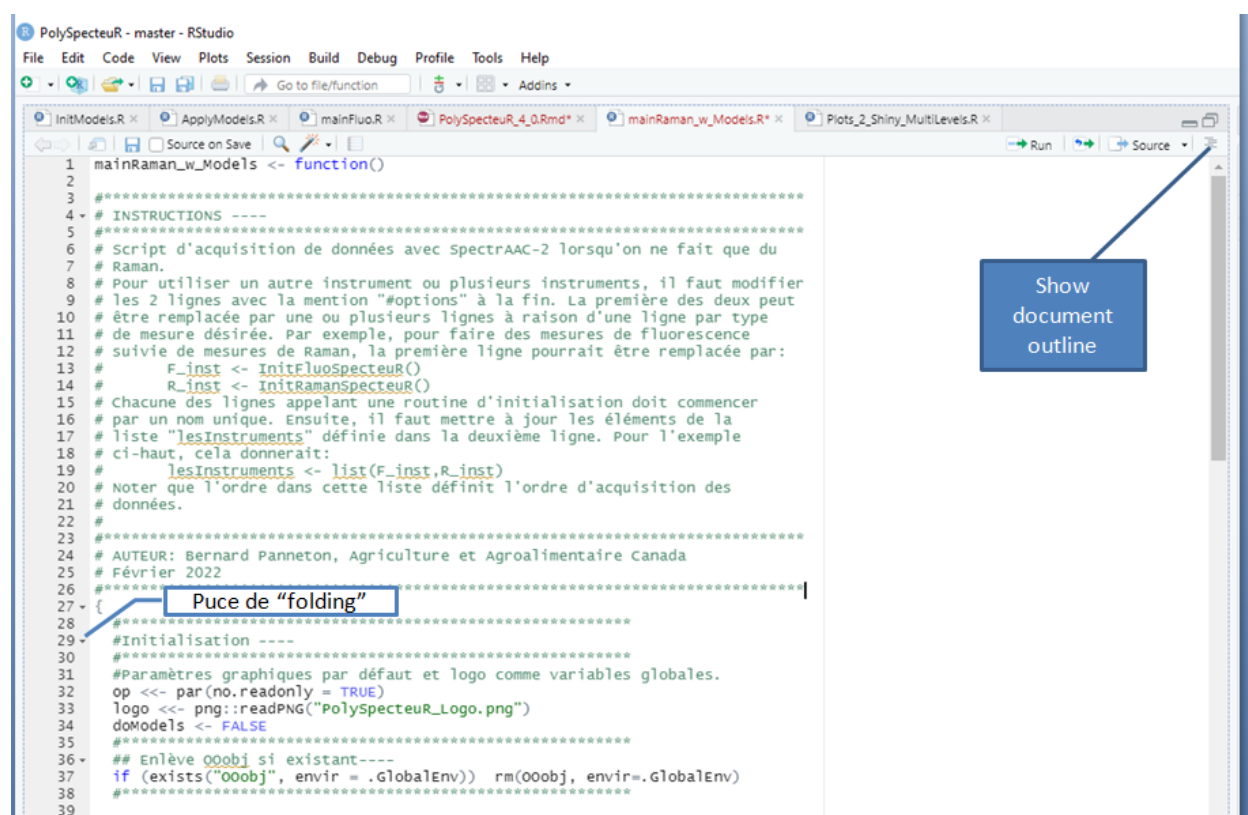 PolySpecteuR - master - RStudio
File Edit Code View Plots Session Build Debug Profile Tools Help
Go to file/function Addins
InitModels.R × ApplyModels.R × mainFluo.R × PolySpecteuR_4_0.Rmd* × mainRaman_w_Models.R* × Plots_2_Shiny_MultiLevels.R ×
Source on Save Run Source
1 mainRaman_w_Models <- function()
2
3 #*****************************************************************************
4 # INSTRUCTIONS ----
5 #*****************************************************************************
6 # Script d'acquisition de données avec SpectrAAC-2 lorsqu'on ne fait que du
7 # Raman.
8 # Pour utiliser un autre instrument ou plusieurs instruments, il faut modifier
9 # les 2 lignes avec la mention "#options" à la fin. La première des deux peut
10 # être remplacée par une ou plusieurs lignes à raison d'une ligne par type
11 # de mesure désirée. Par exemple, pour faire des mesures de fluorescence
12 # suivie de mesures de Raman, la première ligne pourrait être remplacée par:
13 # F_inst <- InitFluoSpecteuR()
14 # R_inst <- InitRamanSpecteuR()
15 # Chacune des lignes appelant une routine d'initialisation doit commencer
16 # par un nom unique. Ensuite, il faut mettre à jour les éléments de la
17 # liste "lesInstruments" définie dans la deuxième ligne. Pour l'exemple
18 # ci-haut, cela donnerait:
19 # lesInstruments <- list(F_inst,R_inst)
20 # Noter que l'ordre dans cette liste définit l'ordre d'acquisition des
21 # données.
22 #
23 #*****************************************************************************
24 # AUTEUR: Bernard Panneton, Agriculture et Agroalimentaire Canada
25 # Février 2022
26 #*****************************************************************************
27 {
28 #********************************************************
29 #Initialisation ----
30 #********************************************************
31 #Paramètres graphiques par défaut et logo comme variables globales.
32 op <<- par(no.readonly = TRUE)
33 logo <<- png::readPNG("PolySpecteuR_Logo.png")
34 doModels <- FALSE
35 #********************************************************
36 ## Enlève OOobj si existant----
37 if (exists("OOobj", envir = .GlobalEnv)) rm(OOobj, envir=.GlobalEnv)
38 #********************************************************
39
Show
document
outline
Puce de “folding”